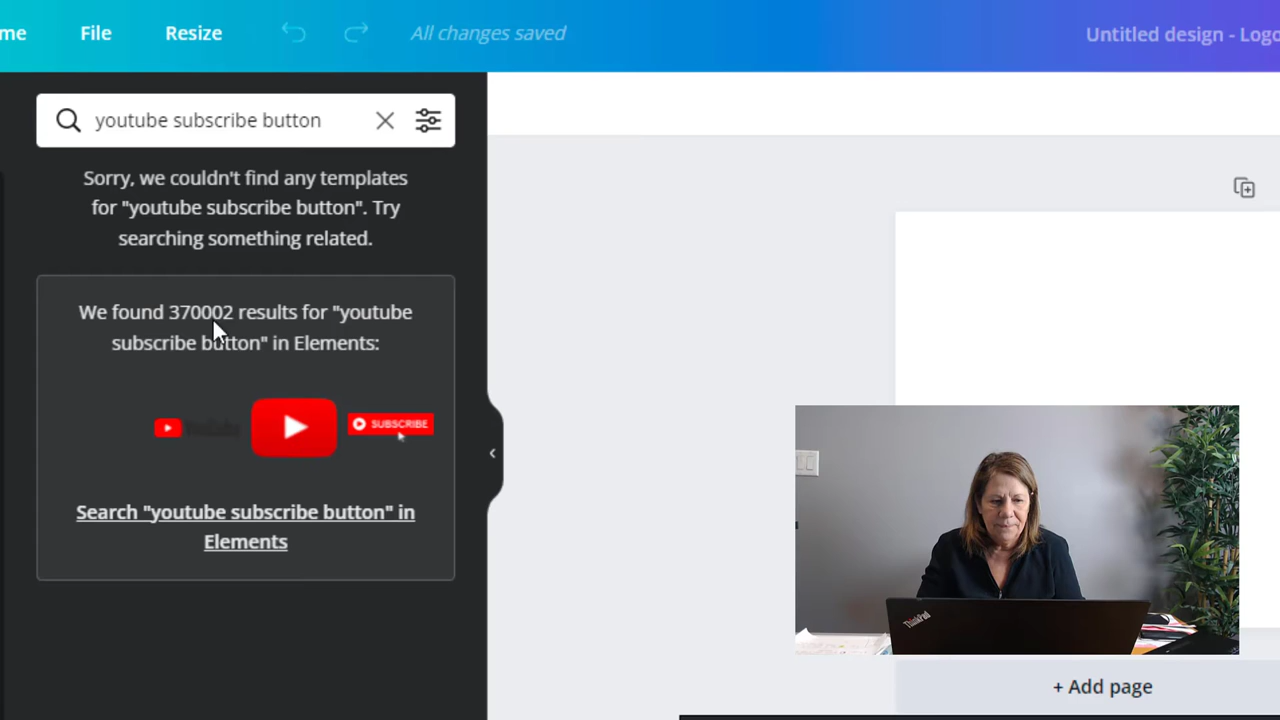 me File Resize All changes saved Untitled design - Logo
youtube subscribe button
Sorry, we couldn't find any templates
for "youtube subscribe button". Try
searching something related.
We found 370002 results for "youtube
subscribe button" in Elements:
YouTube SUBSCRIBE
Search "youtube subscribe button" in
Elements
ThinkPad
+ Add page